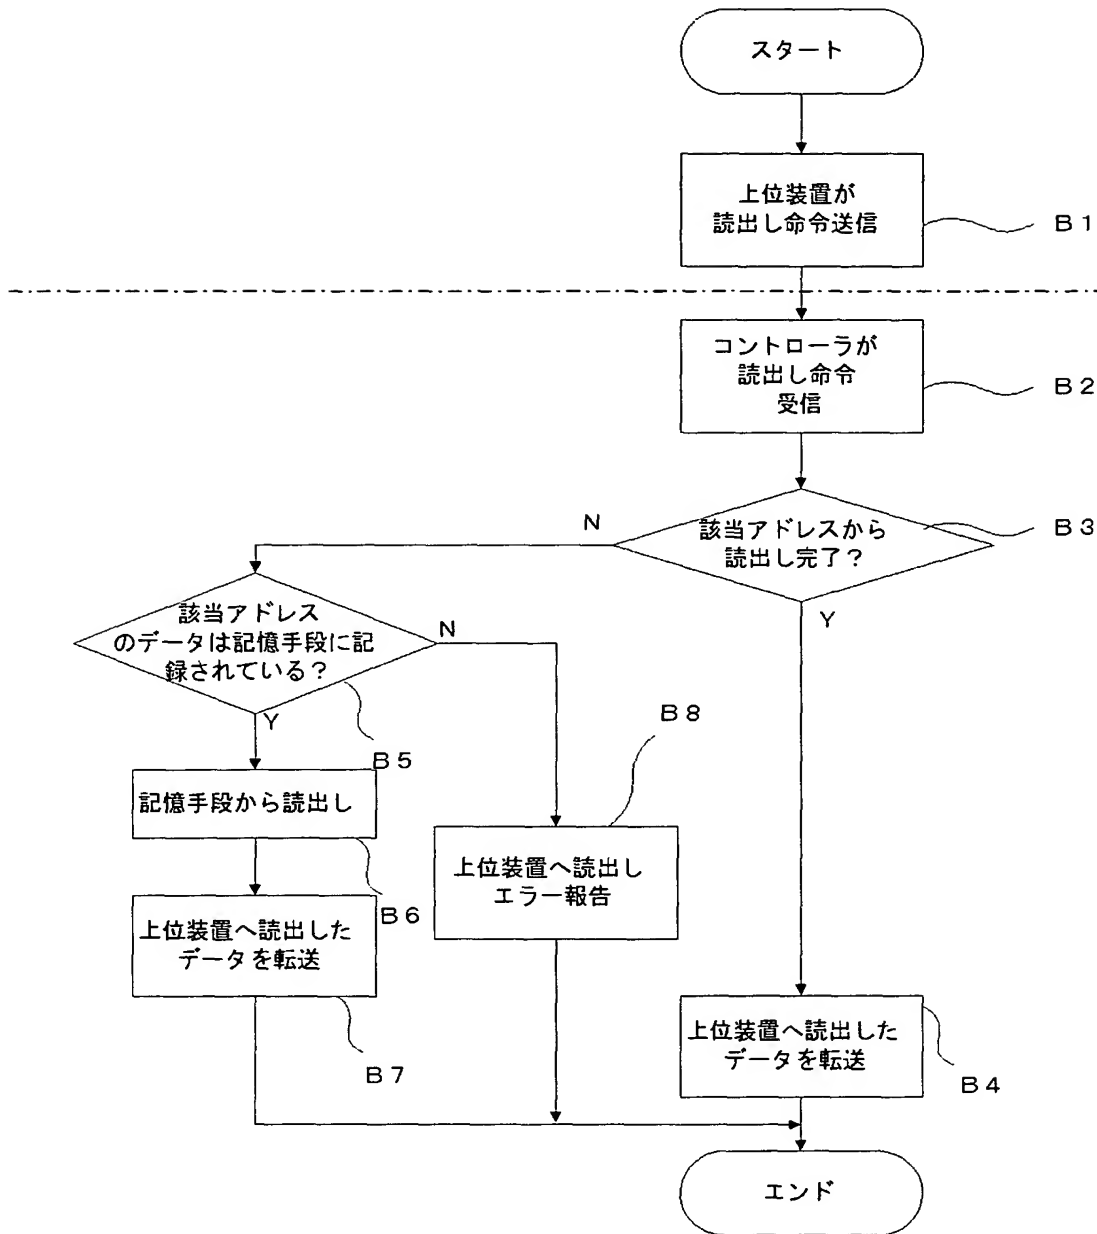 スタート
上位装置が
読出し命令送信
B1
コントローラが
読出し命令
受信
B2
該当アドレスから
読出し完了?
B3
N
Y
該当アドレス
のデータは記憶手段に記
録されている?
N
Y
B5
B8
記憶手段から読出し
B6
上位装置へ読出し
エラー報告
上位装置へ読出した
データを転送
B7
上位装置へ読出した
データを転送
B4
エンド